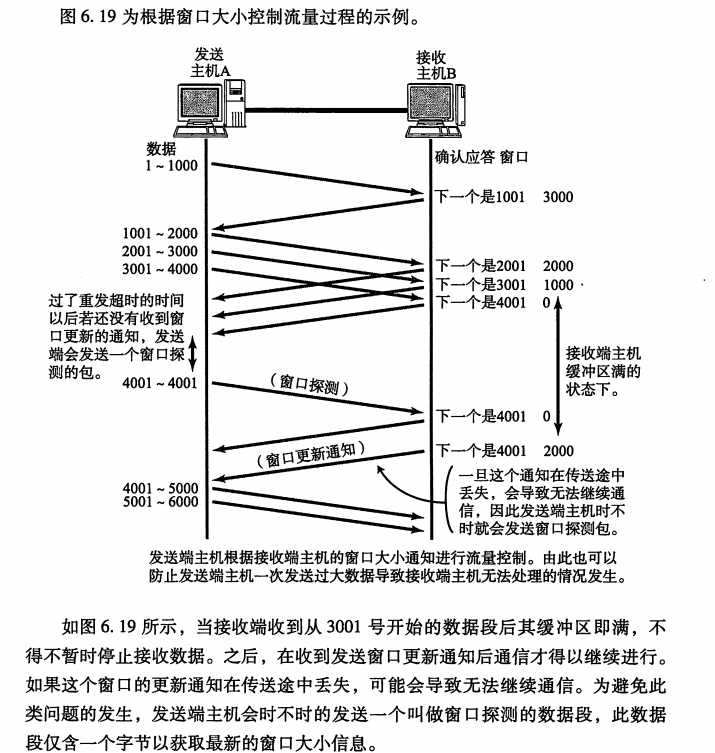 图6.19为根据窗口大小控制流量过程的示例。
发送
主机A
接收
主机B
数据
确认应答 窗口
1~1000
下一个是1001 3000
1001~2000
2001~3000
3001~4000
下一个是2001 2000
下一个是3001 1000
下一个是4001 0
过了重发超时的时间
以后若还没有收到窗
口更新的通知，发送
端会发送一个窗口探
测的包。
接收端主机
缓冲区满的
状态下。
4001~4001
（窗口探测）
下一个是4001 0
（窗口更新通知）
下一个是4001 2000
4001~5000
5001~6000
一旦这个通知在传送途中
丢失，会导致无法继续通
信，因此发送端主机时不
时就会发送窗口探测包。
发送端主机根据接收端主机的窗口大小通知进行流量控制。由此也可以
防止发送端主机一次发送过大数据导致接收端主机无法处理的情况发生。
如图6.19所示，当接收端收到从3001号开始的数据段后其缓冲区即满，不
得不暂时停止接收数据。之后，在收到发送窗口更新通知后通信才得以继续进行。
如果这个窗口的更新通知在传送途中丢失，可能会导致无法继续通信。为避免此
类问题的发生，发送端主机会时不时的发送一个叫做窗口探测的数据段，此数据
段仅含一个字节以获取最新的窗口大小信息。